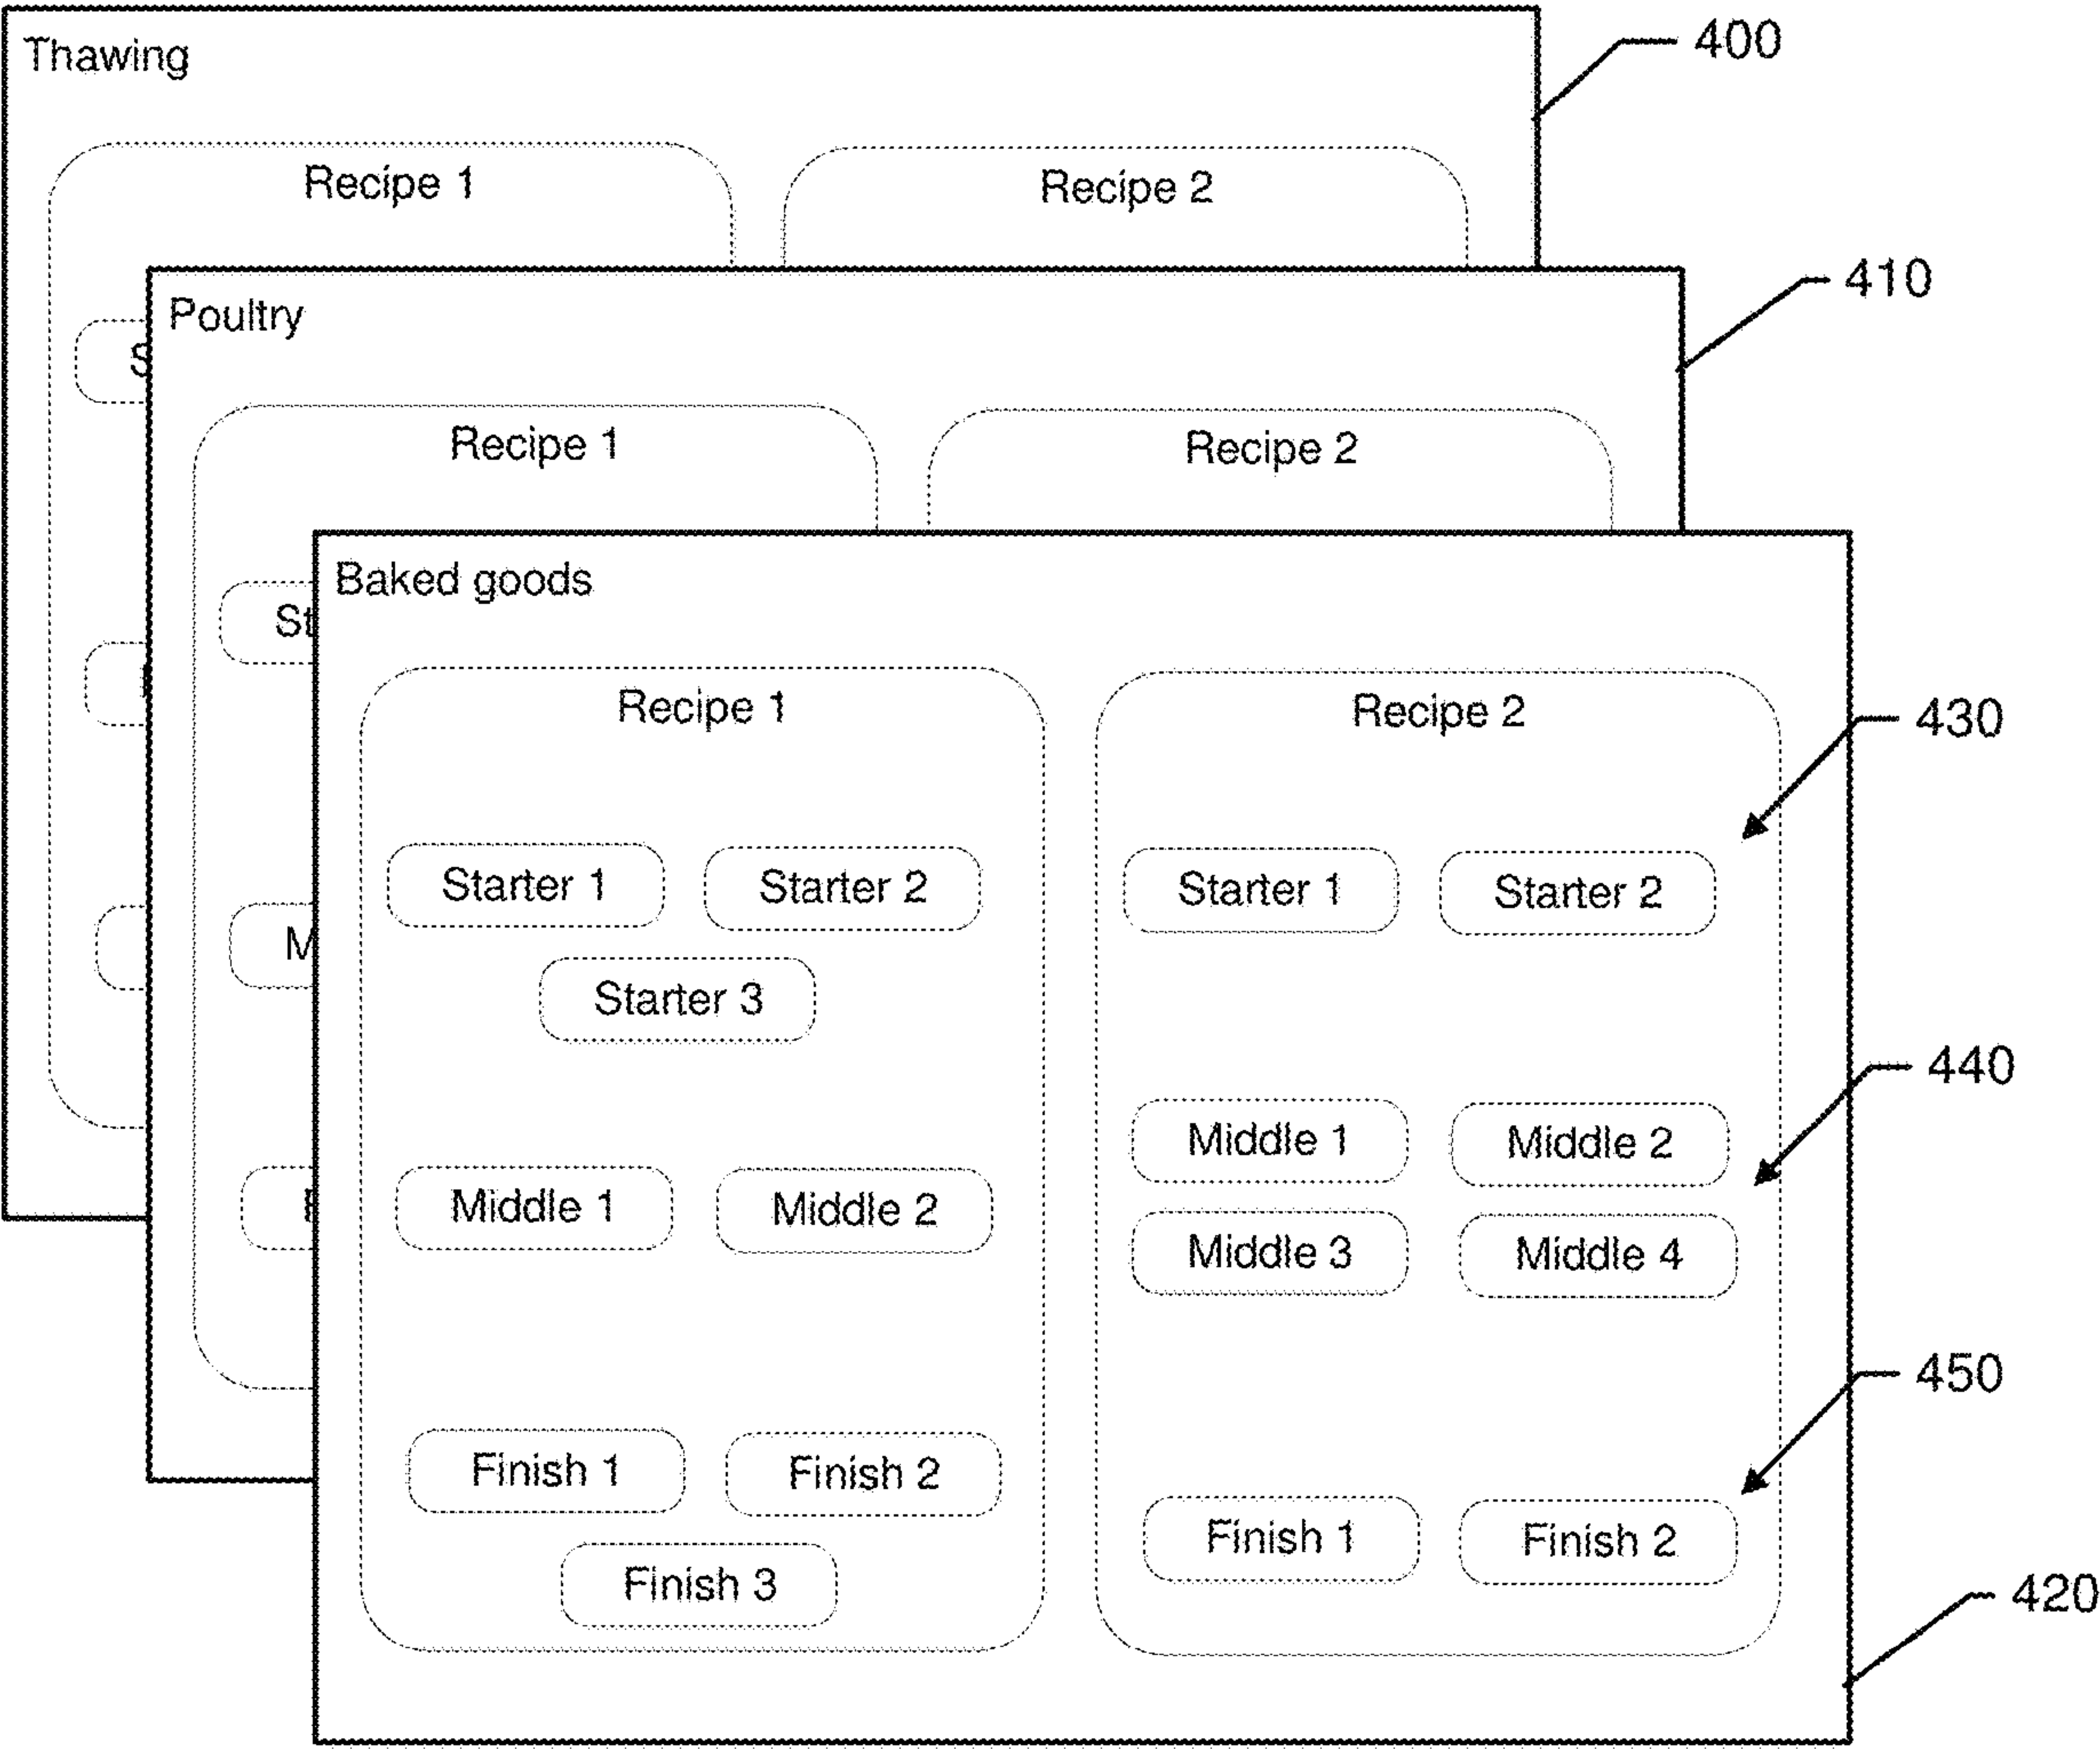 Thawing
400
Recipe 1 Recipe 2
Poultry
410
Recipe 1 Recipe 2
Baked goods
Recipe 1 Recipe 2
430
Starter 1 Starter 2 Starter 1 Starter 2
Starter 3
440
Middle 1 Middle 2
Middle 1 Middle 2
Middle 3 Middle 4
450
Finish 1 Finish 2
Finish 1 Finish 2
Finish 3
420